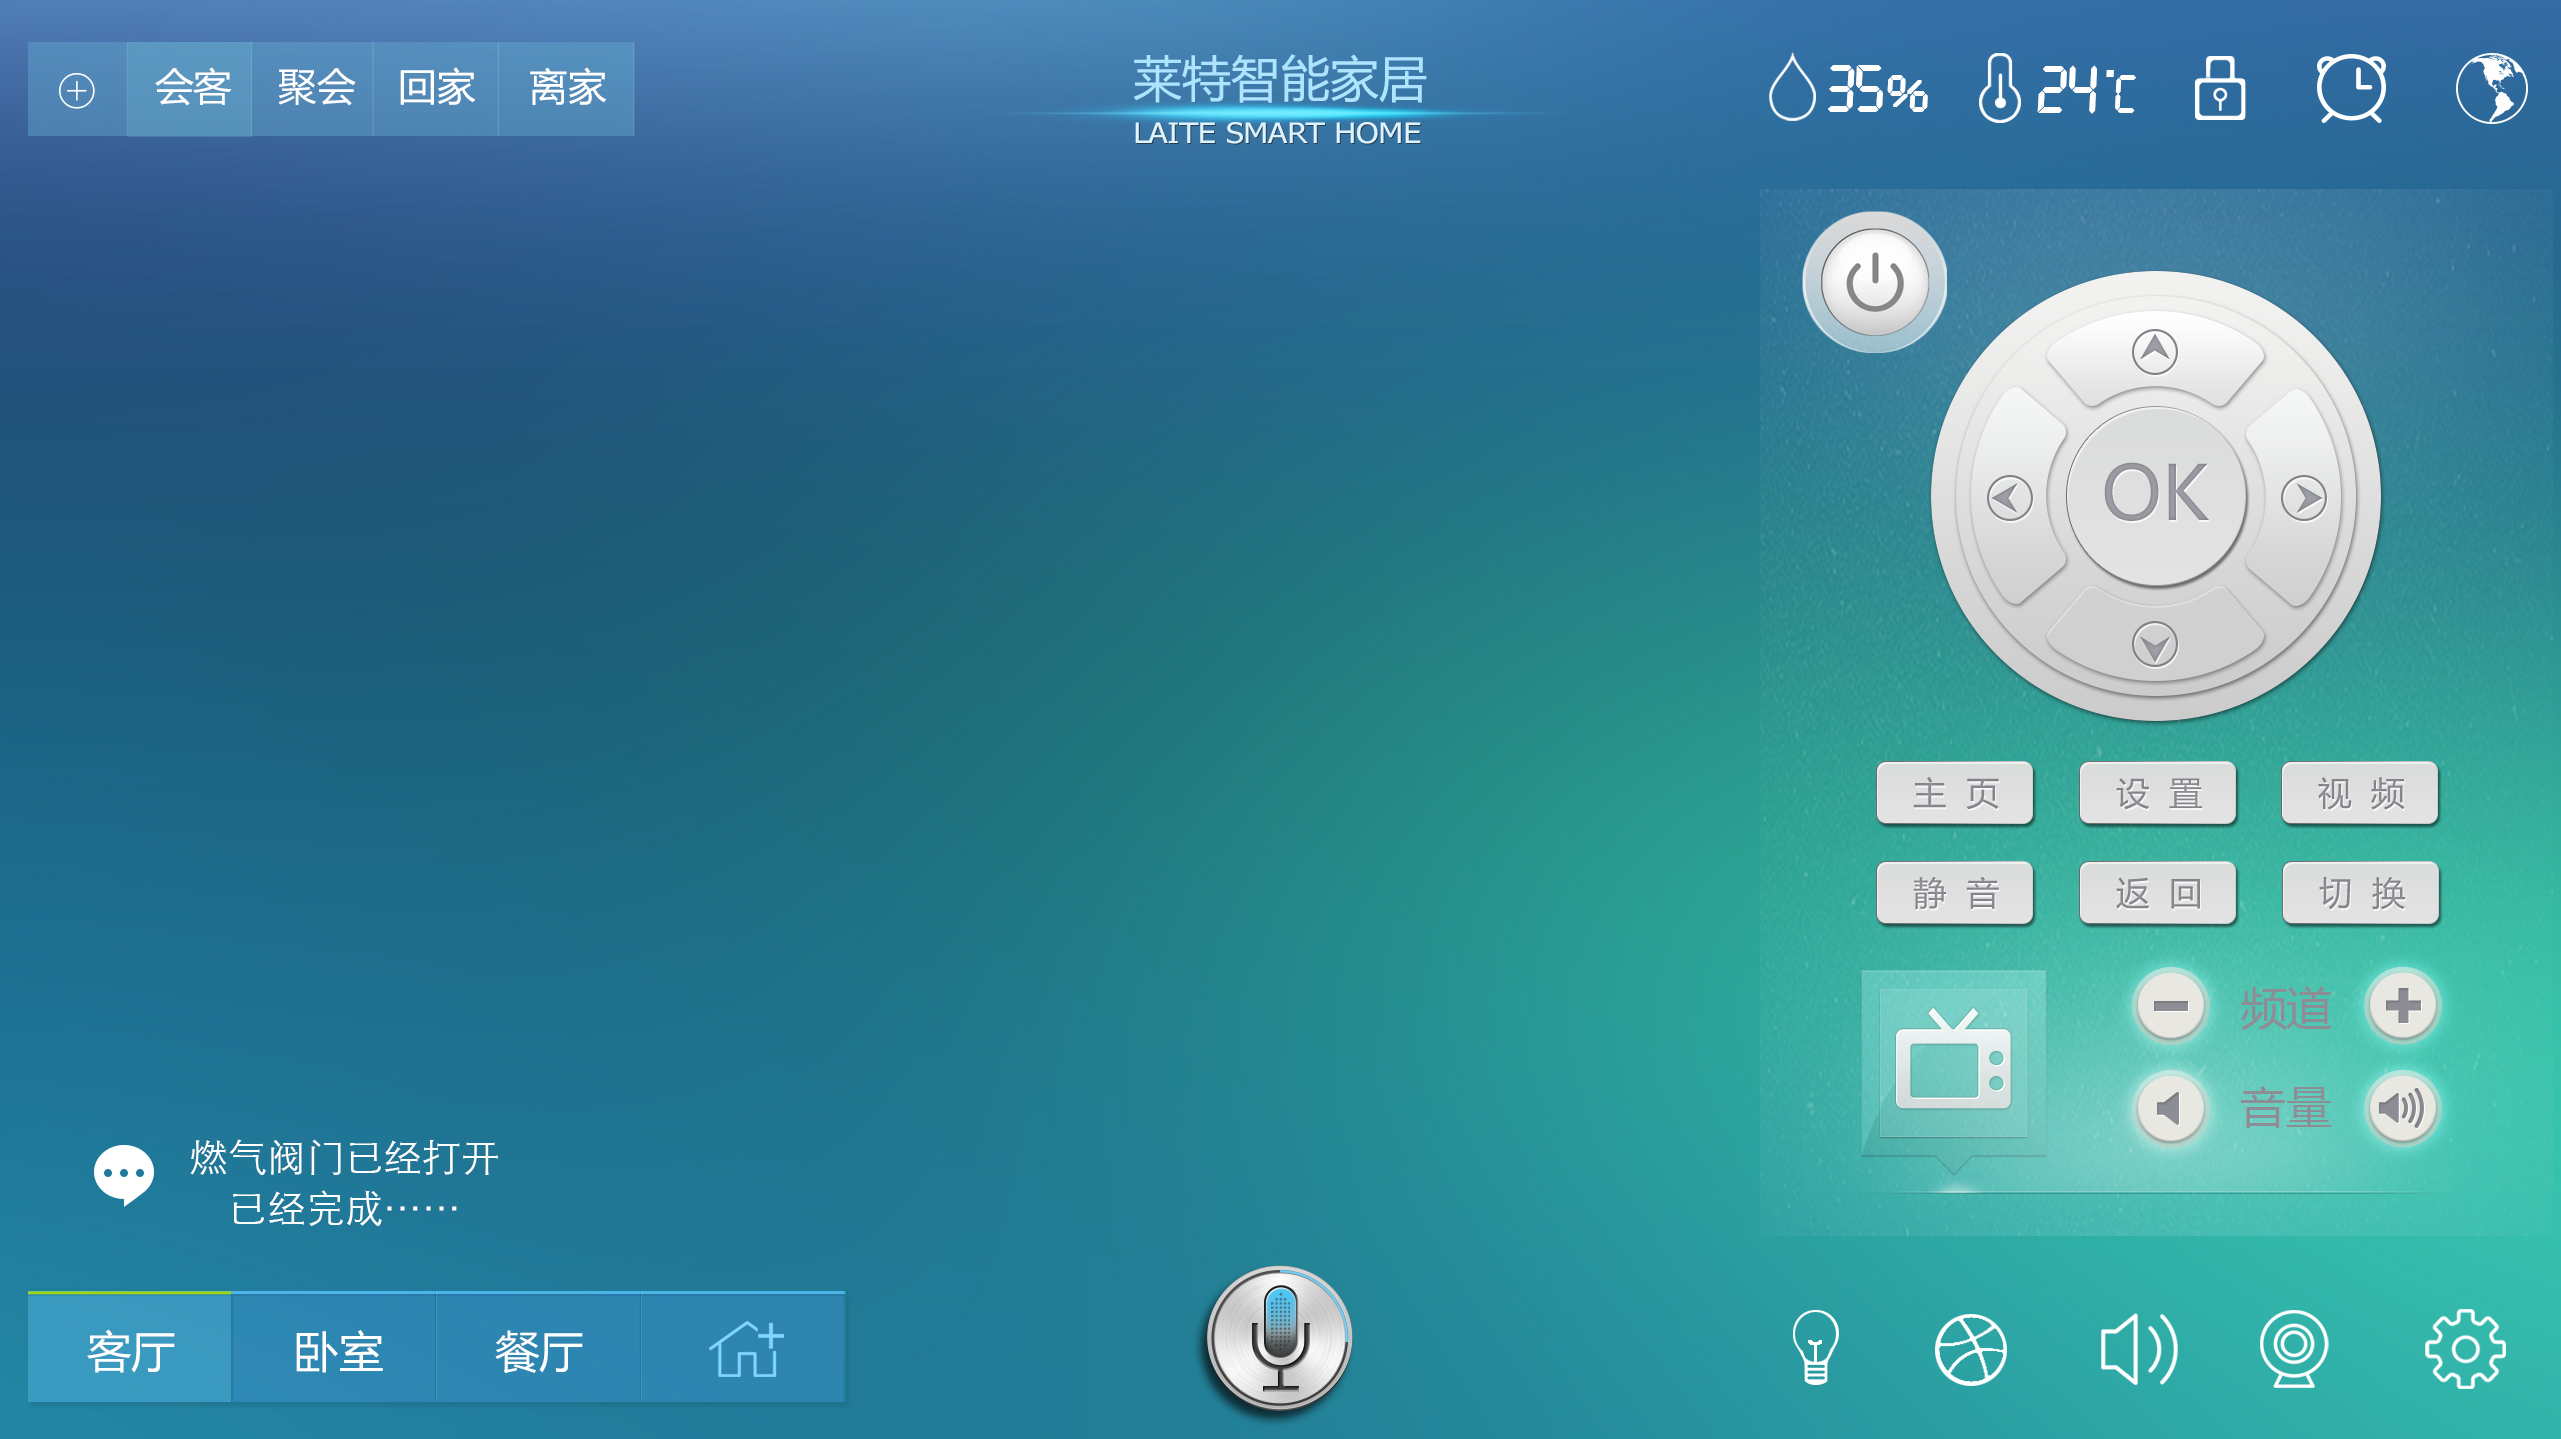 会客 聚会 回家 离家
莱特智能家居
LAITE SMART HOME
35% 24℃
OK
主页 设置 视频
静音 返回 切换
频道
音量
燃气阀门已经打开
已经完成……
客厅 卧室 餐厅